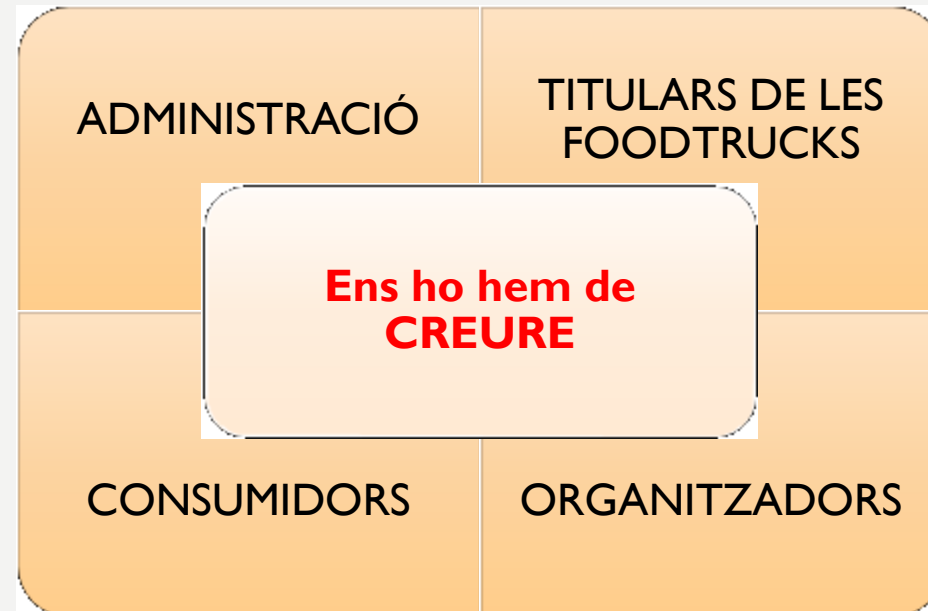 ADMINISTRACIÓ
TITULARS DE LES
FOODTRUCKS
Ens ho hem de
CREURE
CONSUMIDORS
ORGANITZADORS